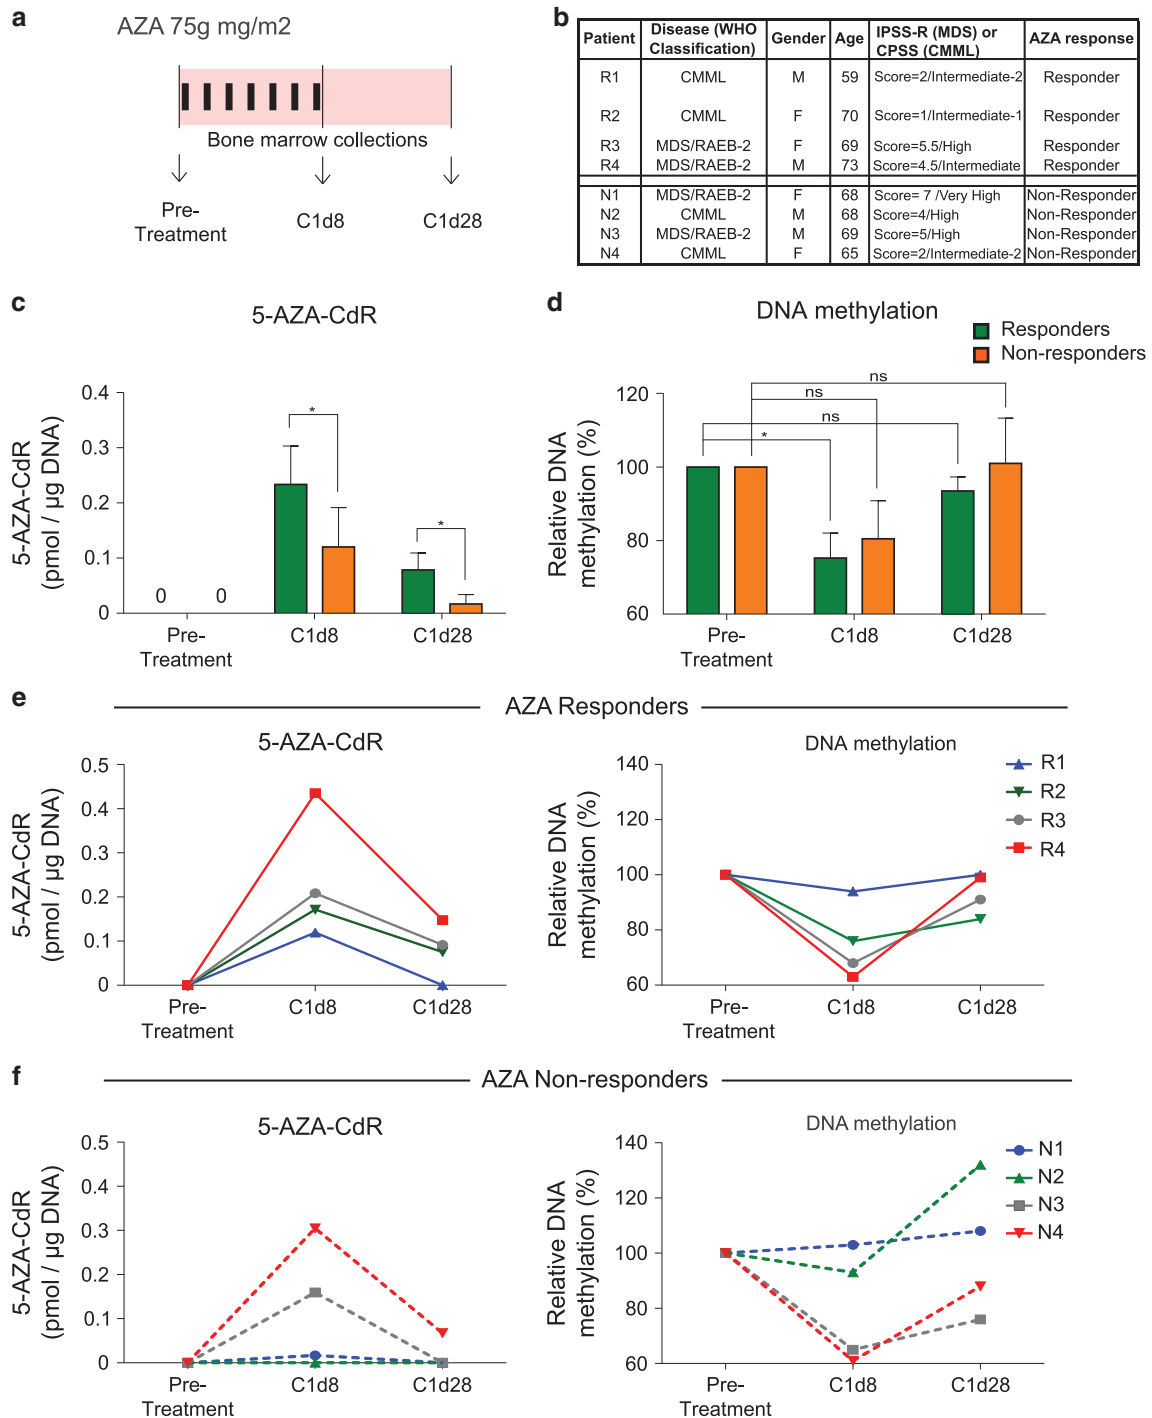 a
AZA 75g mg/m2
Bone marrow collections
Pre-
Treatment
C1d8
C1d28
b
Patient Disease (WHO Classification) Gender Age IPSS-R (MDS) or CPSS (CMML) AZA response
R1 CMML M 59 Score=2/Intermediate-2 Responder
R2 CMML F 70 Score=1/Intermediate-1 Responder
R3 MDS/RAEB-2 F 69 Score=5.5/High Responder
R4 MDS/RAEB-2 M 73 Score=4.5/Intermediate Responder
N1 MDS/RAEB-2 F 68 Score= 7 /Very High Non-Responder
N2 CMML M 68 Score=4/High Non-Responder
N3 MDS/RAEB-2 M 69 Score=5/High Non-Responder
N4 CMML F 65 Score=2/Intermediate-2 Non-Responder
c
5-AZA-CdR
5-AZA-CdR
(pmol / µg DNA)
0.4
0.3
0.2
0.1
0
0 0
*
*
Pre-
Treatment
C1d8
C1d28
d
DNA methylation
Responders
Non-responders
Relative DNA
methylation (%)
120
100
80
60
ns
ns
ns
*
Pre-
Treatment
C1d8
C1d28
e
AZA Responders
5-AZA-CdR
5-AZA-CdR
(pmol / µg DNA)
0.5
0.4
0.3
0.2
0.1
0
Pre-
Treatment
C1d8
C1d28
DNA methylation
Relative DNA
methylation (%)
140
120
100
80
60
R1
R2
R3
R4
Pre-
Treatment
C1d8
C1d28
f
AZA Non-responders
5-AZA-CdR
5-AZA-CdR
(pmol / µg DNA)
0.5
0.4
0.3
0.2
0.1
0
Pre-
Treatment
C1d8
C1d28
DNA methylation
Relative DNA
methylation (%)
140
120
100
80
60
N1
N2
N3
N4
Pre-
Treatment
C1d8
C1d28